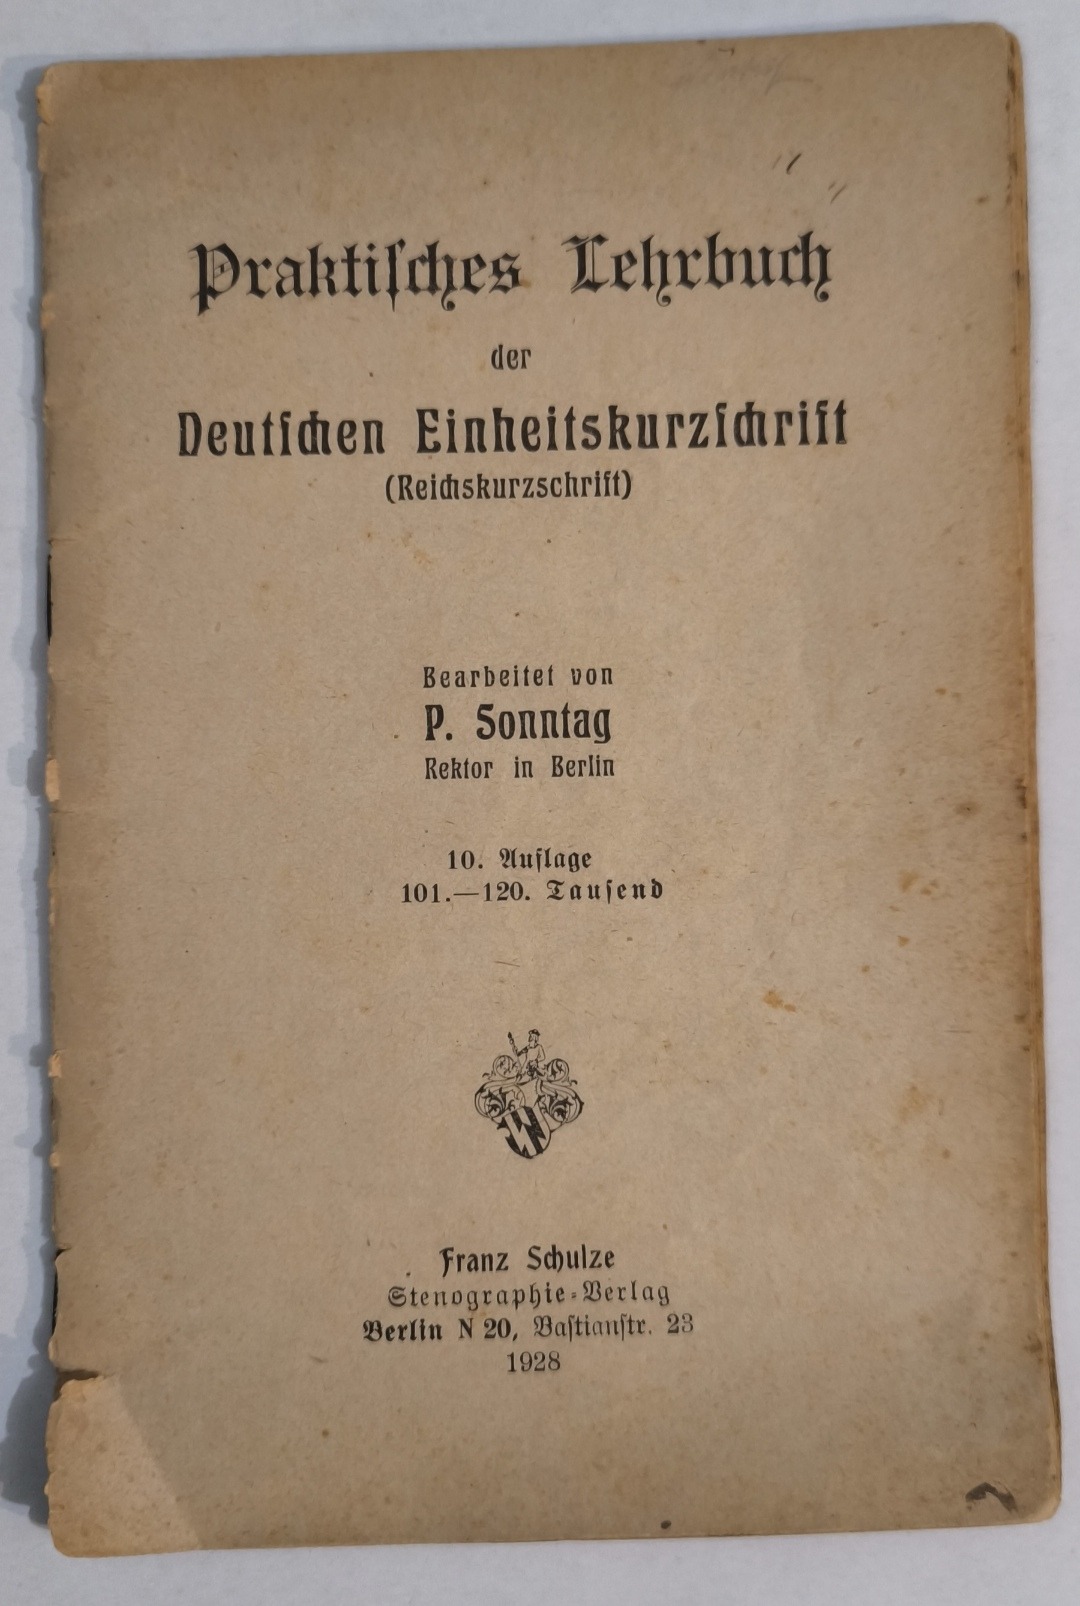 Praktiſches Lehrbuch
der
Deutſchen Einheitskurzſchrift
(Reichskurzschrift)
Bearbeitet von
P. Sonntag
Rektor in Berlin
10. Auflage
101.—120. Tauſend
Franz Schulze
Stenographie-Verlag
Berlin N 20, Baſtianſtr. 23
1928